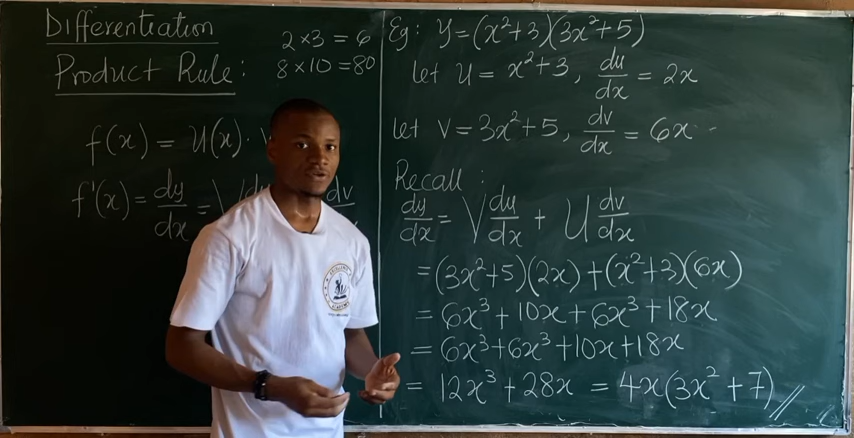 Differentiation
Product Rule:
2 × 3 = 6
8 × 10 = 80
f(x) = U(x) ·
f'(x) = dy/dx = V dv/dx
Eg: y = (x²+3)(3x²+5)
let u = x²+3, du/dx = 2x
let v = 3x²+5, dv/dx = 6x
Recall:
dy/dx = V du/dx + U dv/dx
= (3x²+5)(2x) + (x²+3)(6x)
= 6x³ + 10x + 6x³ + 18x
= 6x³ + 6x³ + 10x + 18x
= 12x³ + 28x = 4x(3x² + 7)//